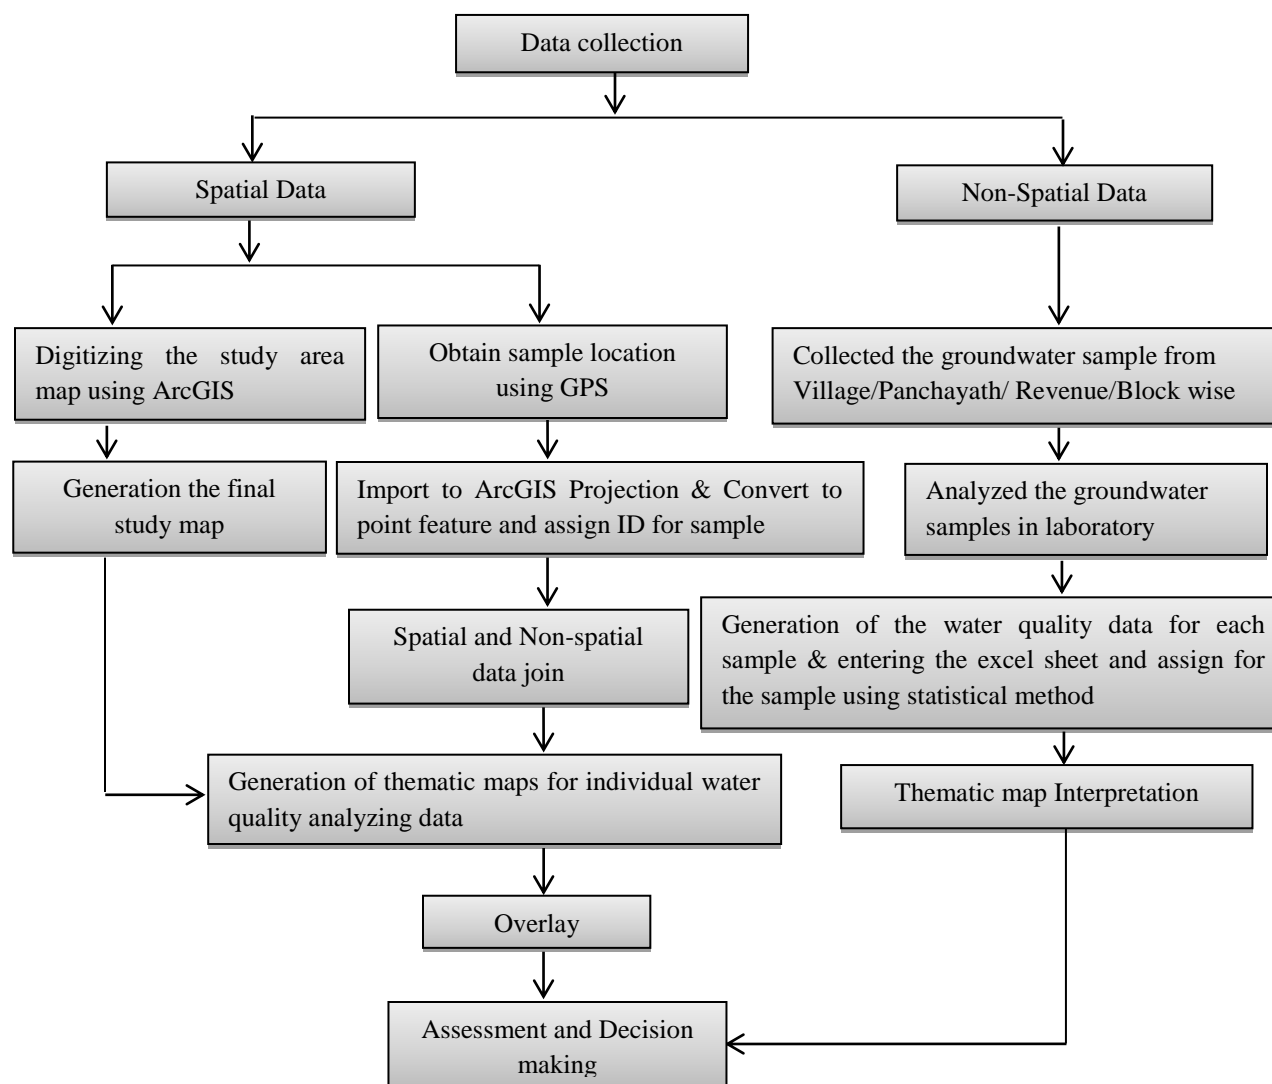 Data collection
Spatial Data
Non-Spatial Data
Digitizing the study area
map using ArcGIS
Obtain sample location
using GPS
Collected the groundwater sample from
Village/Panchayath/ Revenue/Block wise
Generation the final
study map
Import to ArcGIS Projection & Convert to
point feature and assign ID for sample
Analyzed the groundwater
samples in laboratory
Spatial and Non-spatial
data join
Generation of the water quality data for each
sample & entering the excel sheet and assign for
the sample using statistical method
Generation of thematic maps for individual water
quality analyzing data
Thematic map Interpretation
Overlay
Assessment and Decision
making